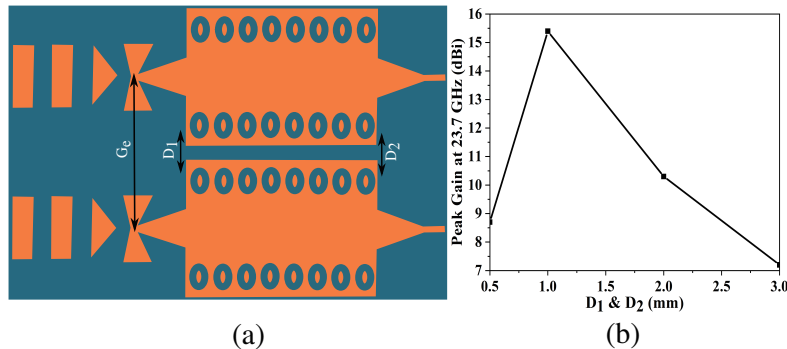 Gₑ
D₁
D₂
(a)
Peak Gain at 23.7 GHz (dBi)
16
15
14
13
12
11
10
9
8
7
0.5
1.0
1.5
2.0
2.5
3.0
D₁ & D₂ (mm)
(b)